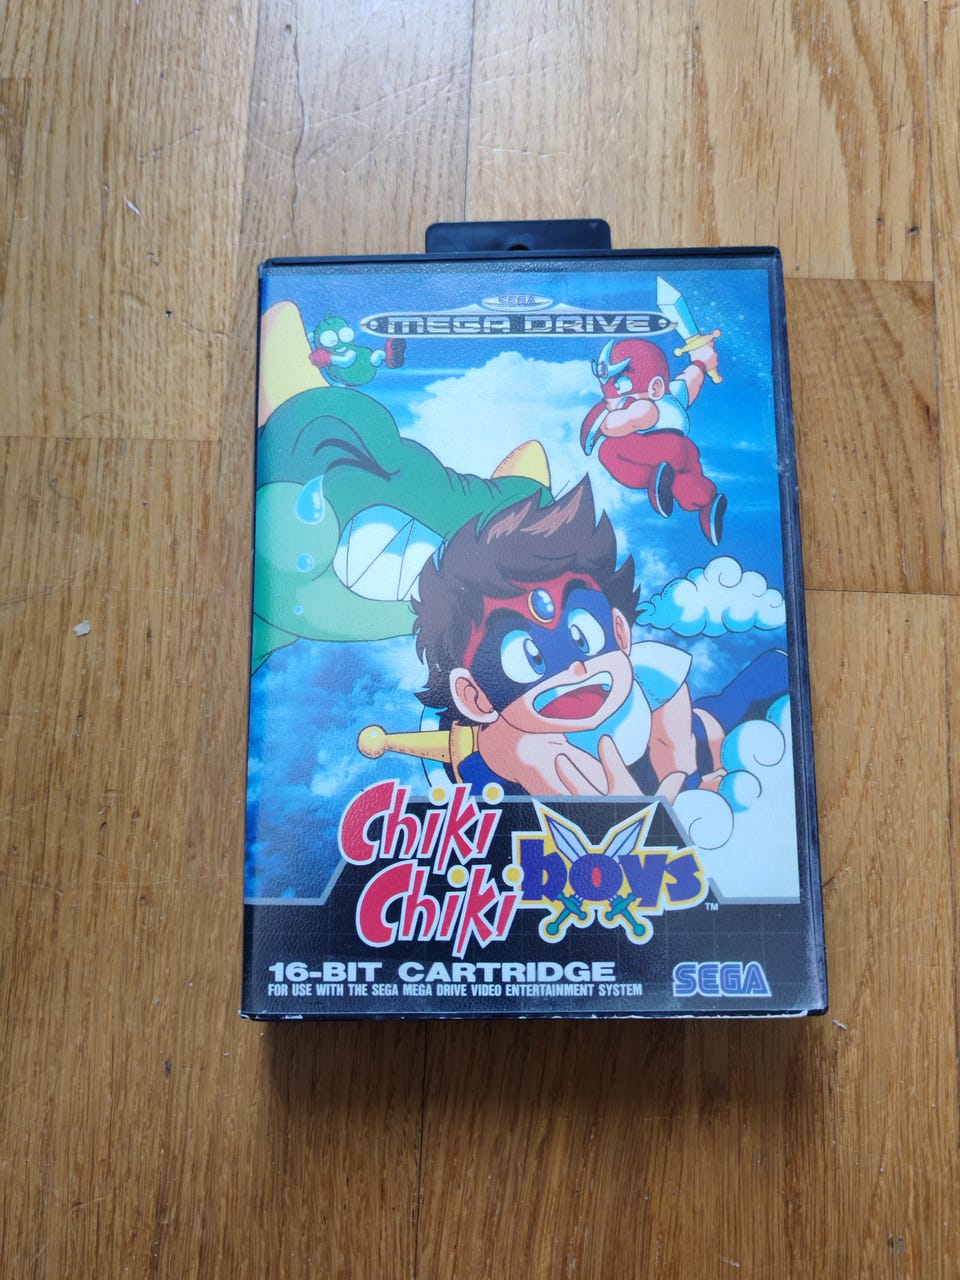 SEGA
MEGA DRIVE
Chiki
Chiki boys
TM
16-BIT CARTRIDGE
FOR USE WITH THE SEGA MEGA DRIVE VIDEO ENTERTAINMENT SYSTEM
SEGA